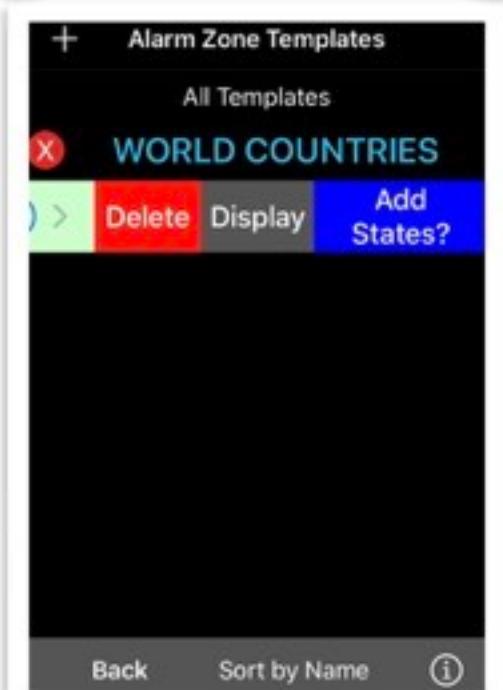 + Alarm Zone Templates
All Templates
X WORLD COUNTRIES
) > Delete Display Add States?
Back Sort by Name i